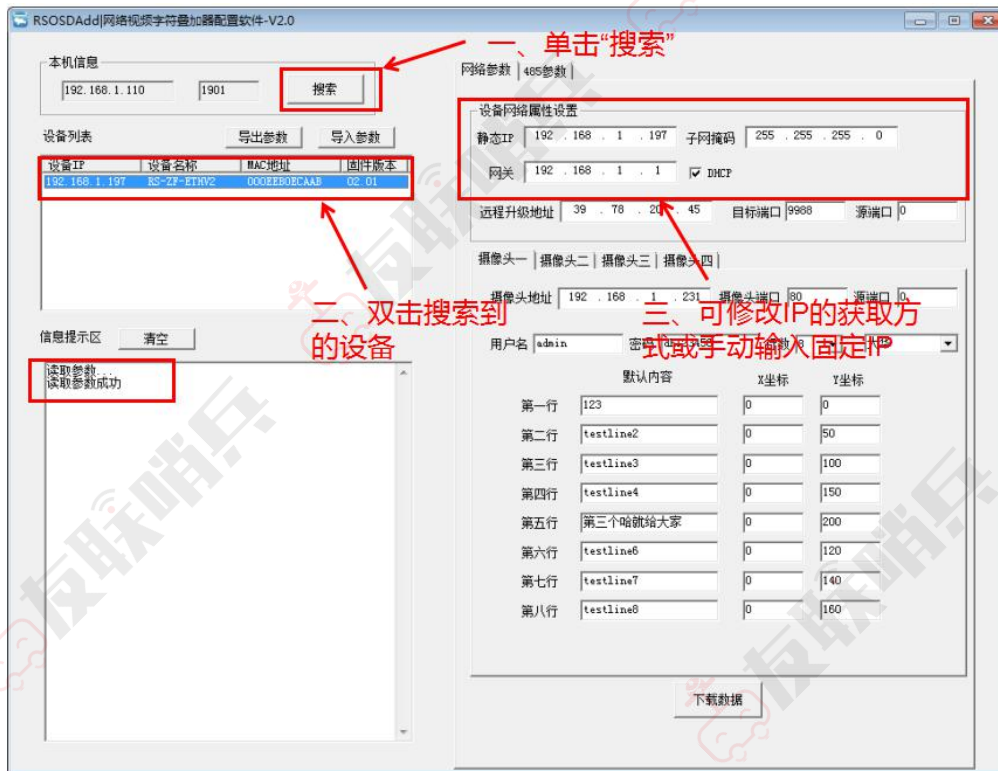 RSOSDAdd|网络视频字符叠加器配置软件-V2.0
一、单击“搜索”
本机信息
192.168.1.110 1901 搜索
设备列表 导出参数 导入参数
设备IP 设备名称 MAC地址 固件版本
192.168.1.197 RS-ZF-ETHV2 000EEB0ECAAB 02.01
二、双击搜索到
的设备
信息提示区 清空
读取参数...
读取参数成功
网络参数 485参数
设备网络属性设置
静态IP 192 . 168 . 1 . 197 子网掩码 255 . 255 . 255 . 0
网关 192 . 168 . 1 . 1 DHCP
远程升级地址 39 . 78 . 45 目标端口 9988 源端口 0
摄像头一 摄像头二 摄像头三 摄像头四
摄像头地址 192 . 168 . 1 . 231 摄像头端口 80 源端口 0
三、可修改IP的获取方
式或手动输入固定IP
用户名 admin 密码
默认内容 X坐标 Y坐标
第一行 123 0 0
第二行 testline2 0 50
第三行 testline3 0 100
第四行 testline4 0 150
第五行 第三个哈就给大家 0 200
第六行 testline6 0 120
第七行 testline7 0 140
第八行 testline8 0 160
下载数据
友联哨兵
友联哨兵
友联哨兵